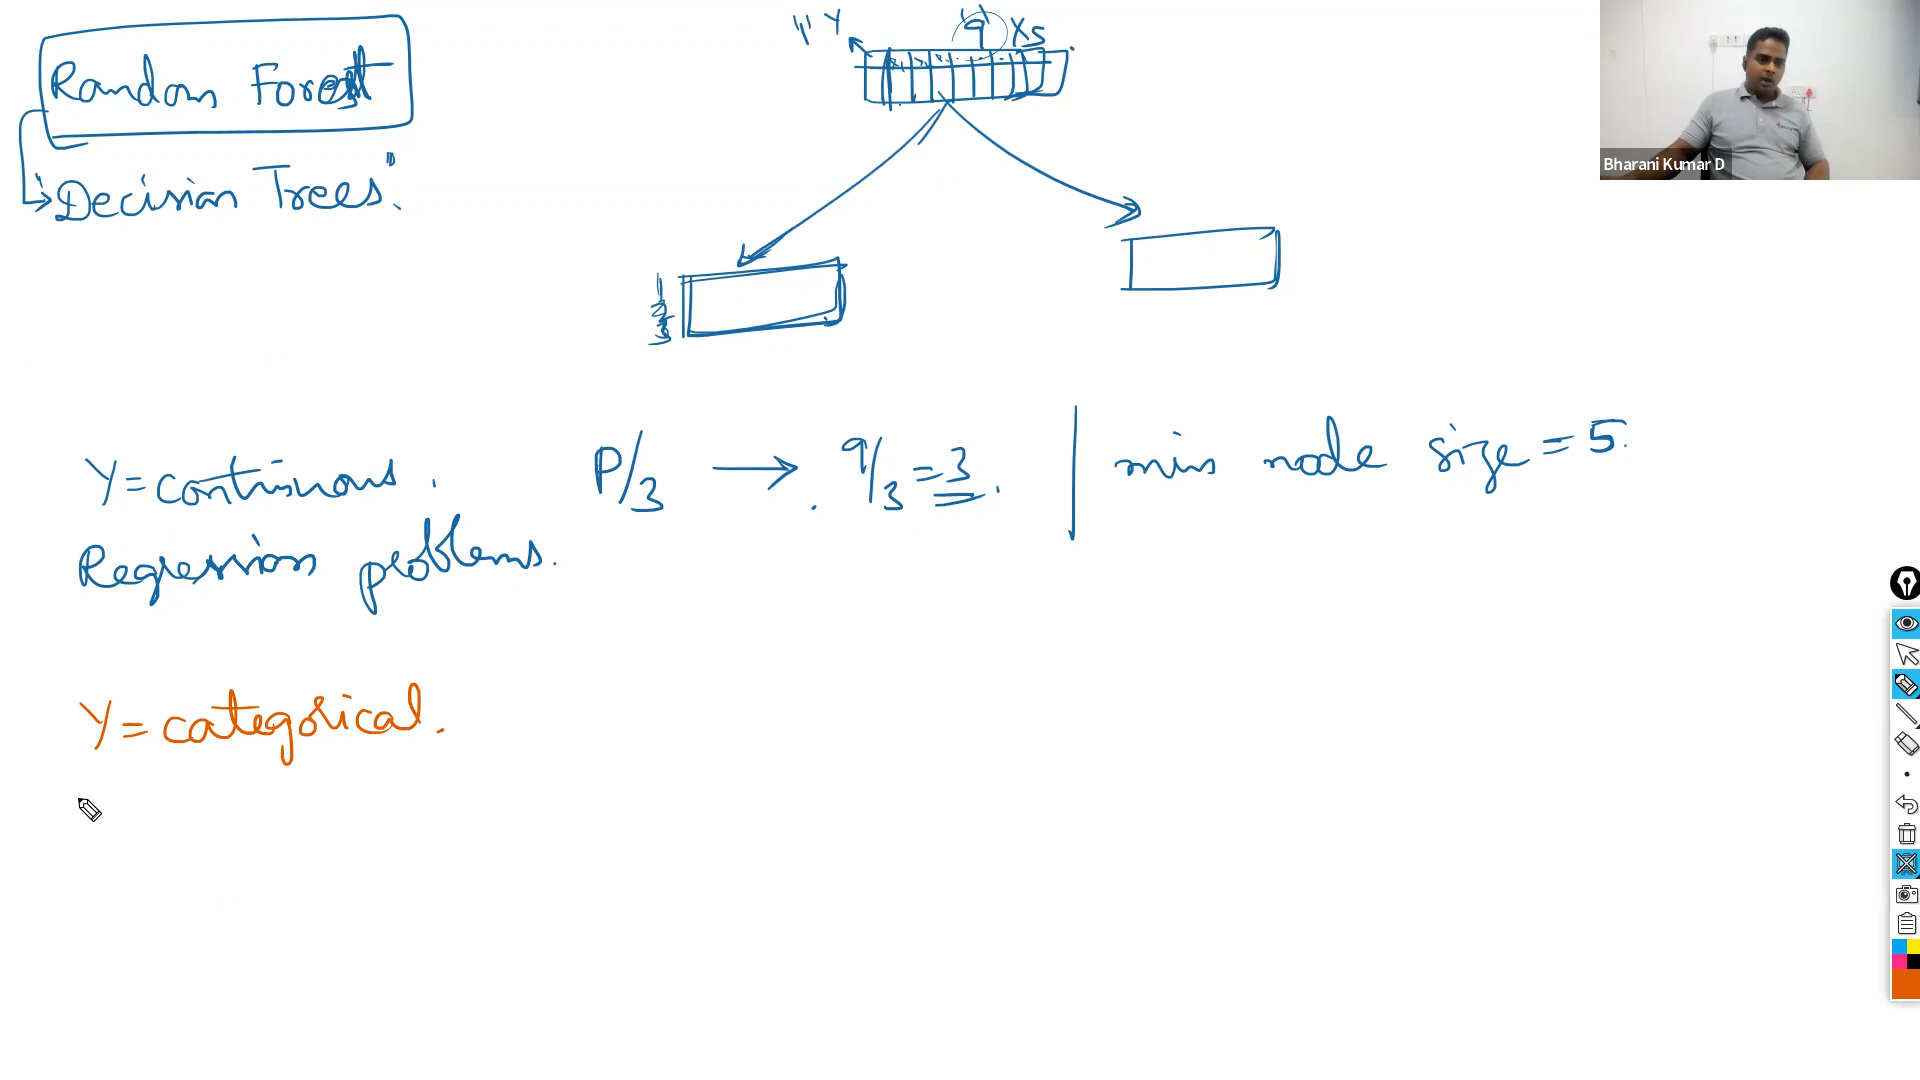 Random Forest
"Decision Trees".
"1" Y "9" Xs
Y = continuous.
Regression problems.
P/3 → 9/3 = 3.
min node size = 5.
Y = categorical.
Bharani Kumar D